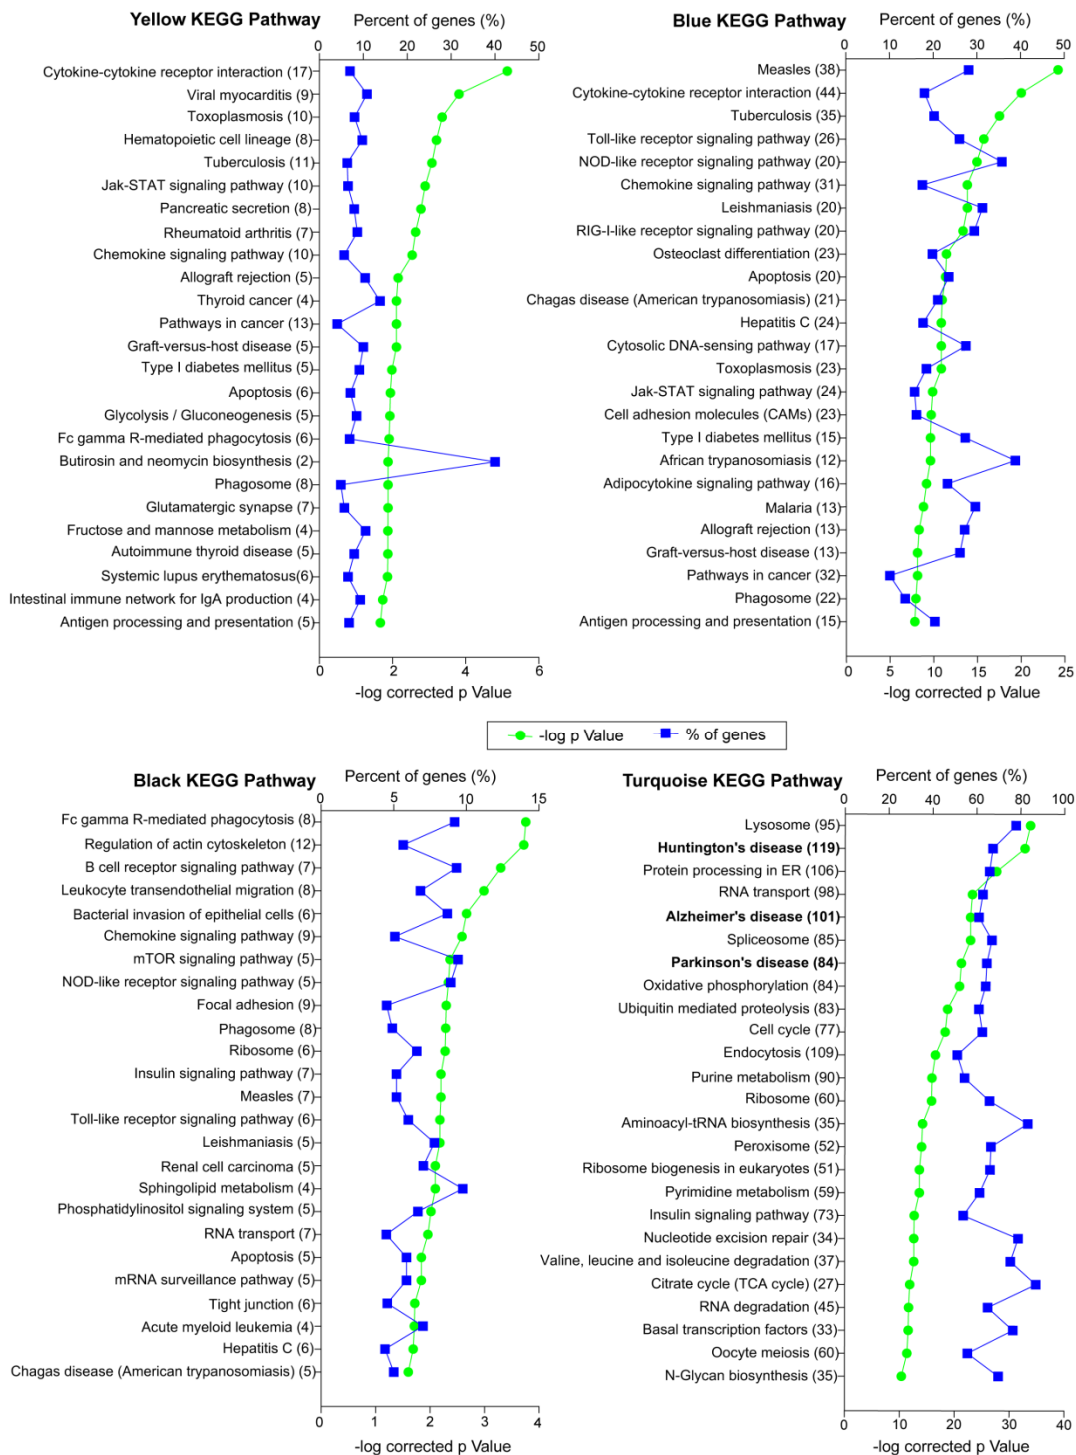 Yellow KEGG Pathway
Percent of genes (%)
0 10 20 30 40 50
Cytokine-cytokine receptor interaction (17)
Viral myocarditis (9)
Toxoplasmosis (10)
Hematopoietic cell lineage (8)
Tuberculosis (11)
Jak-STAT signaling pathway (10)
Pancreatic secretion (8)
Rheumatoid arthritis (7)
Chemokine signaling pathway (10)
Allograft rejection (5)
Thyroid cancer (4)
Pathways in cancer (13)
Graft-versus-host disease (5)
Type I diabetes mellitus (5)
Apoptosis (6)
Glycolysis / Gluconeogenesis (5)
Fc gamma R-mediated phagocytosis (6)
Butirosin and neomycin biosynthesis (2)
Phagosome (8)
Glutamatergic synapse (7)
Fructose and mannose metabolism (4)
Autoimmune thyroid disease (5)
Systemic lupus erythematosus(6)
Intestinal immune network for IgA production (4)
Antigen processing and presentation (5)
0 2 4 6
-log corrected p Value
Blue KEGG Pathway
Percent of genes (%)
0 10 20 30 40 50
Measles (38)
Cytokine-cytokine receptor interaction (44)
Tuberculosis (35)
Toll-like receptor signaling pathway (26)
NOD-like receptor signaling pathway (20)
Chemokine signaling pathway (31)
Leishmaniasis (20)
RIG-I-like receptor signaling pathway (20)
Osteoclast differentiation (23)
Apoptosis (20)
Chagas disease (American trypanosomiasis) (21)
Hepatitis C (24)
Cytosolic DNA-sensing pathway (17)
Toxoplasmosis (23)
Jak-STAT signaling pathway (24)
Cell adhesion molecules (CAMs) (23)
Type I diabetes mellitus (15)
African trypanosomiasis (12)
Adipocytokine signaling pathway (16)
Malaria (13)
Allograft rejection (13)
Graft-versus-host disease (13)
Pathways in cancer (32)
Phagosome (22)
Antigen processing and presentation (15)
0 5 10 15 20 25
-log corrected p Value
-log p Value
% of genes
Black KEGG Pathway
Percent of genes (%)
0 5 10 15
Fc gamma R-mediated phagocytosis (8)
Regulation of actin cytoskeleton (12)
B cell receptor signaling pathway (7)
Leukocyte transendothelial migration (8)
Bacterial invasion of epithelial cells (6)
Chemokine signaling pathway (9)
mTOR signaling pathway (5)
NOD-like receptor signaling pathway (5)
Focal adhesion (9)
Phagosome (8)
Ribosome (6)
Insulin signaling pathway (7)
Measles (7)
Toll-like receptor signaling pathway (6)
Leishmaniasis (5)
Renal cell carcinoma (5)
Sphingolipid metabolism (4)
Phosphatidylinositol signaling system (5)
RNA transport (7)
Apoptosis (5)
mRNA surveillance pathway (5)
Tight junction (6)
Acute myeloid leukemia (4)
Hepatitis C (6)
Chagas disease (American trypanosomiasis) (5)
0 1 2 3 4
-log corrected p Value
Turquoise KEGG Pathway
Percent of genes (%)
0 20 40 60 80 100
Lysosome (95)
Huntington's disease (119)
Protein processing in ER (106)
RNA transport (98)
Alzheimer's disease (101)
Spliceosome (85)
Parkinson's disease (84)
Oxidative phosphorylation (84)
Ubiquitin mediated proteolysis (83)
Cell cycle (77)
Endocytosis (109)
Purine metabolism (90)
Ribosome (60)
Aminoacyl-tRNA biosynthesis (35)
Peroxisome (52)
Ribosome biogenesis in eukaryotes (51)
Pyrimidine metabolism (59)
Insulin signaling pathway (73)
Nucleotide excision repair (34)
Valine, leucine and isoleucine degradation (37)
Citrate cycle (TCA cycle) (27)
RNA degradation (45)
Basal transcription factors (33)
Oocyte meiosis (60)
N-Glycan biosynthesis (35)
0 10 20 30 40
-log corrected p Value